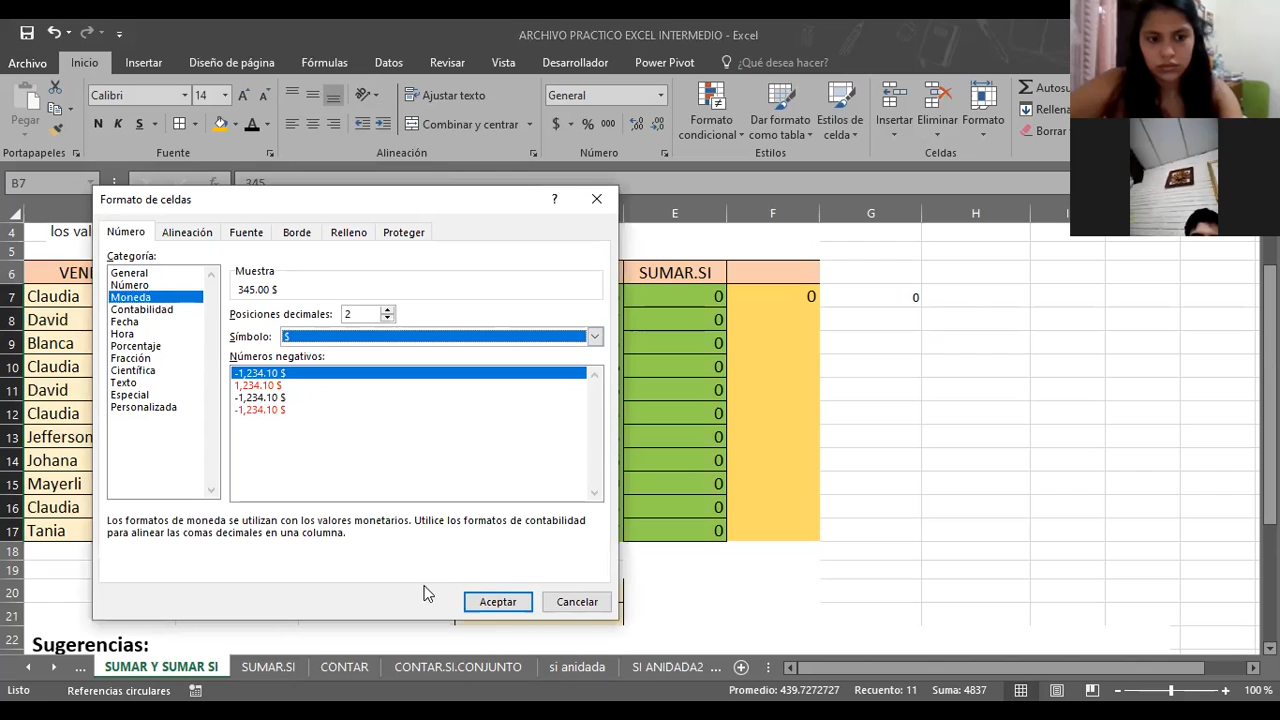 ARCHIVO PRACTICO EXCEL INTERMEDIO - Excel
Archivo Inicio Insertar Diseño de página Fórmulas Datos Revisar Vista Desarrollador Power Pivot ¿Qué desea hacer?
Pegar
Calibri 14
N K S
Ajustar texto
Combinar y centrar
General
$ % 000
Formato condicional
Dar formato como tabla
Estilos de celda
Insertar Eliminar Formato
Autosu
Rellena
Borrar
Portapapeles Fuente Alineación Número Estilos Celdas
B7 345
Formato de celdas ?
Número Alineación Fuente Borde Relleno Proteger
Categoría:
General
Número
Moneda
Contabilidad
Fecha
Hora
Porcentaje
Fracción
Científica
Texto
Especial
Personalizada
Muestra
345.00 $
Posiciones decimales: 2
Símbolo: $
Números negativos:
-1,234.10 $
1,234.10 $
-1,234.10 $
-1,234.10 $
Los formatos de moneda se utilizan con los valores monetarios. Utilice los formatos de contabilidad
para alinear las comas decimales en una columna.
Aceptar Cancelar
E F G H I
4 los val
5
6 VEN SUMAR.SI
7 Claudia 0 0 0
8 David 0
9 Blanca 0
10 Claudia 0
11 David 0
12 Claudia 0
13 Jefferson 0
14 Johana 0
15 Mayerli 0
16 Claudia 0
17 Tania 0
18
19
20
21
22 Sugerencias:
... SUMAR Y SUMAR SI SUMAR.SI CONTAR CONTAR.SI.CONJUNTO si anidada SI ANIDADA2 ...
Listo Referencias circulares Promedio: 439.7272727 Recuento: 11 Suma: 4837 100 %